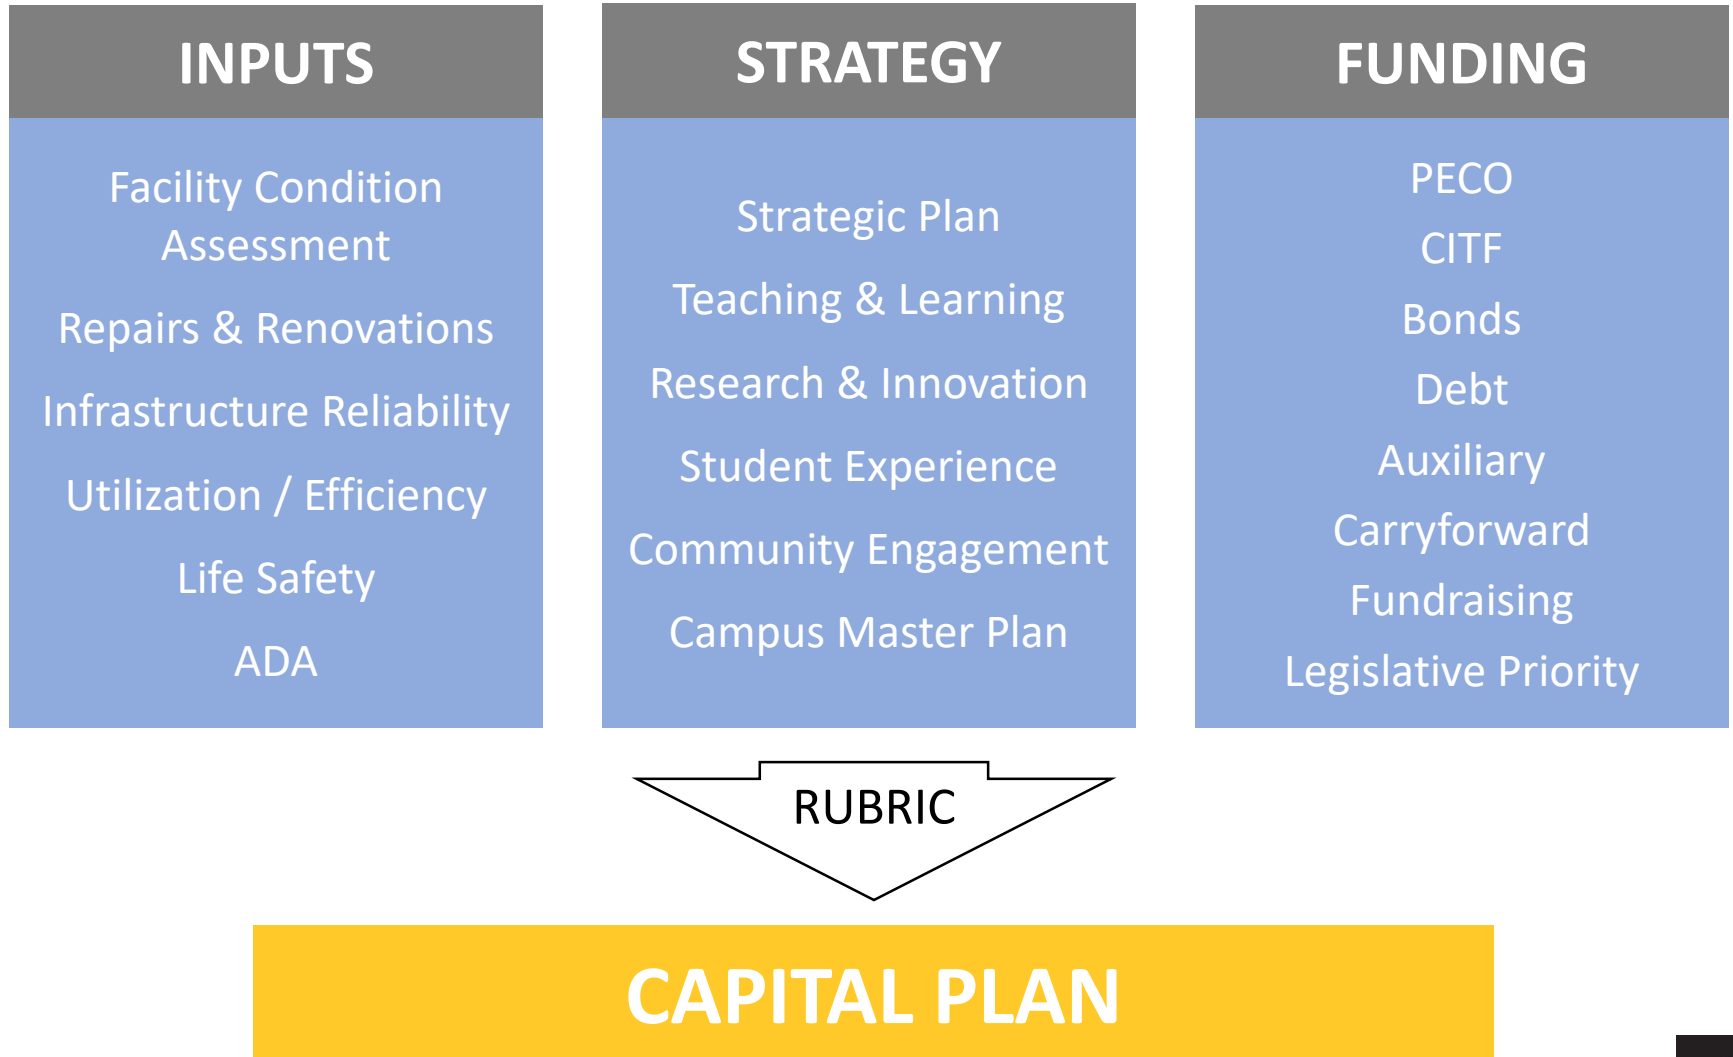 INPUTS
Facility Condition
Assessment
Repairs & Renovations
Infrastructure Reliability
Utilization / Efficiency
Life Safety
ADA
STRATEGY
Strategic Plan
Teaching & Learning
Research & Innovation
Student Experience
Community Engagement
Campus Master Plan
FUNDING
PECO
CITF
Bonds
Debt
Auxiliary
Carryforward
Fundraising
Legislative Priority
RUBRIC
CAPITAL PLAN